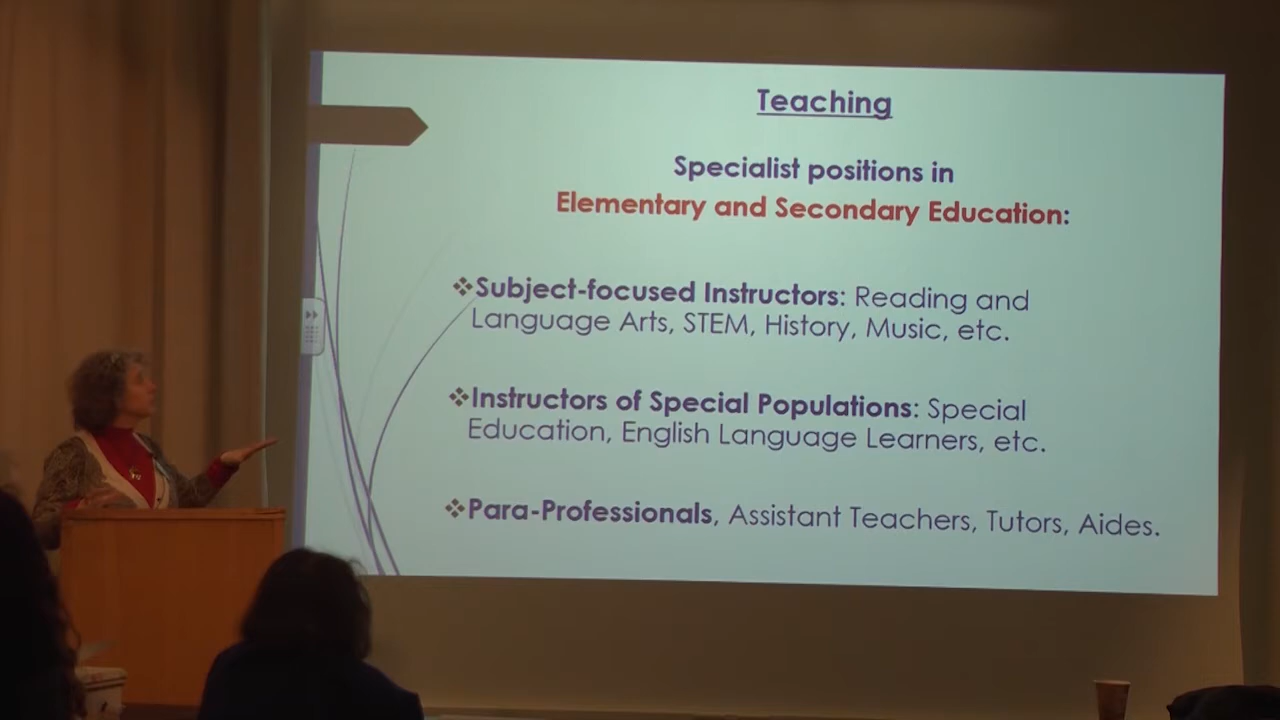 Teaching
Specialist positions in
Elementary and Secondary Education:
❖Subject-focused Instructors: Reading and
Language Arts, STEM, History, Music, etc.
❖Instructors of Special Populations: Special
Education, English Language Learners, etc.
❖Para-Professionals, Assistant Teachers, Tutors, Aides.